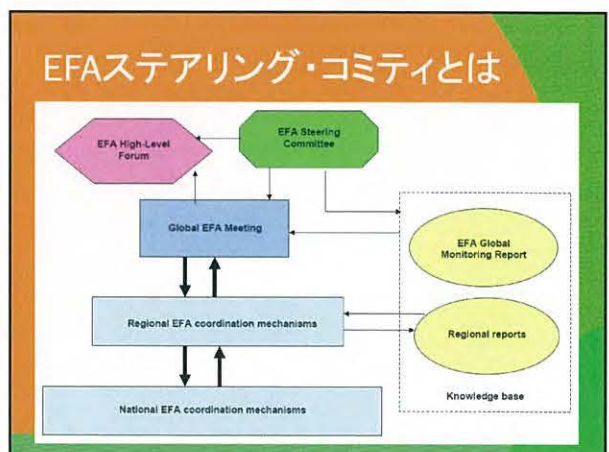 EFAステアリング・コミティとは
EFA High-Level
Forum
EFA Steering
Committee
Global EFA Meeting
EFA Global
Monitoring Report
Regional EFA coordination mechanisms
Regional reports
Knowledge base
National EFA coordination mechanisms